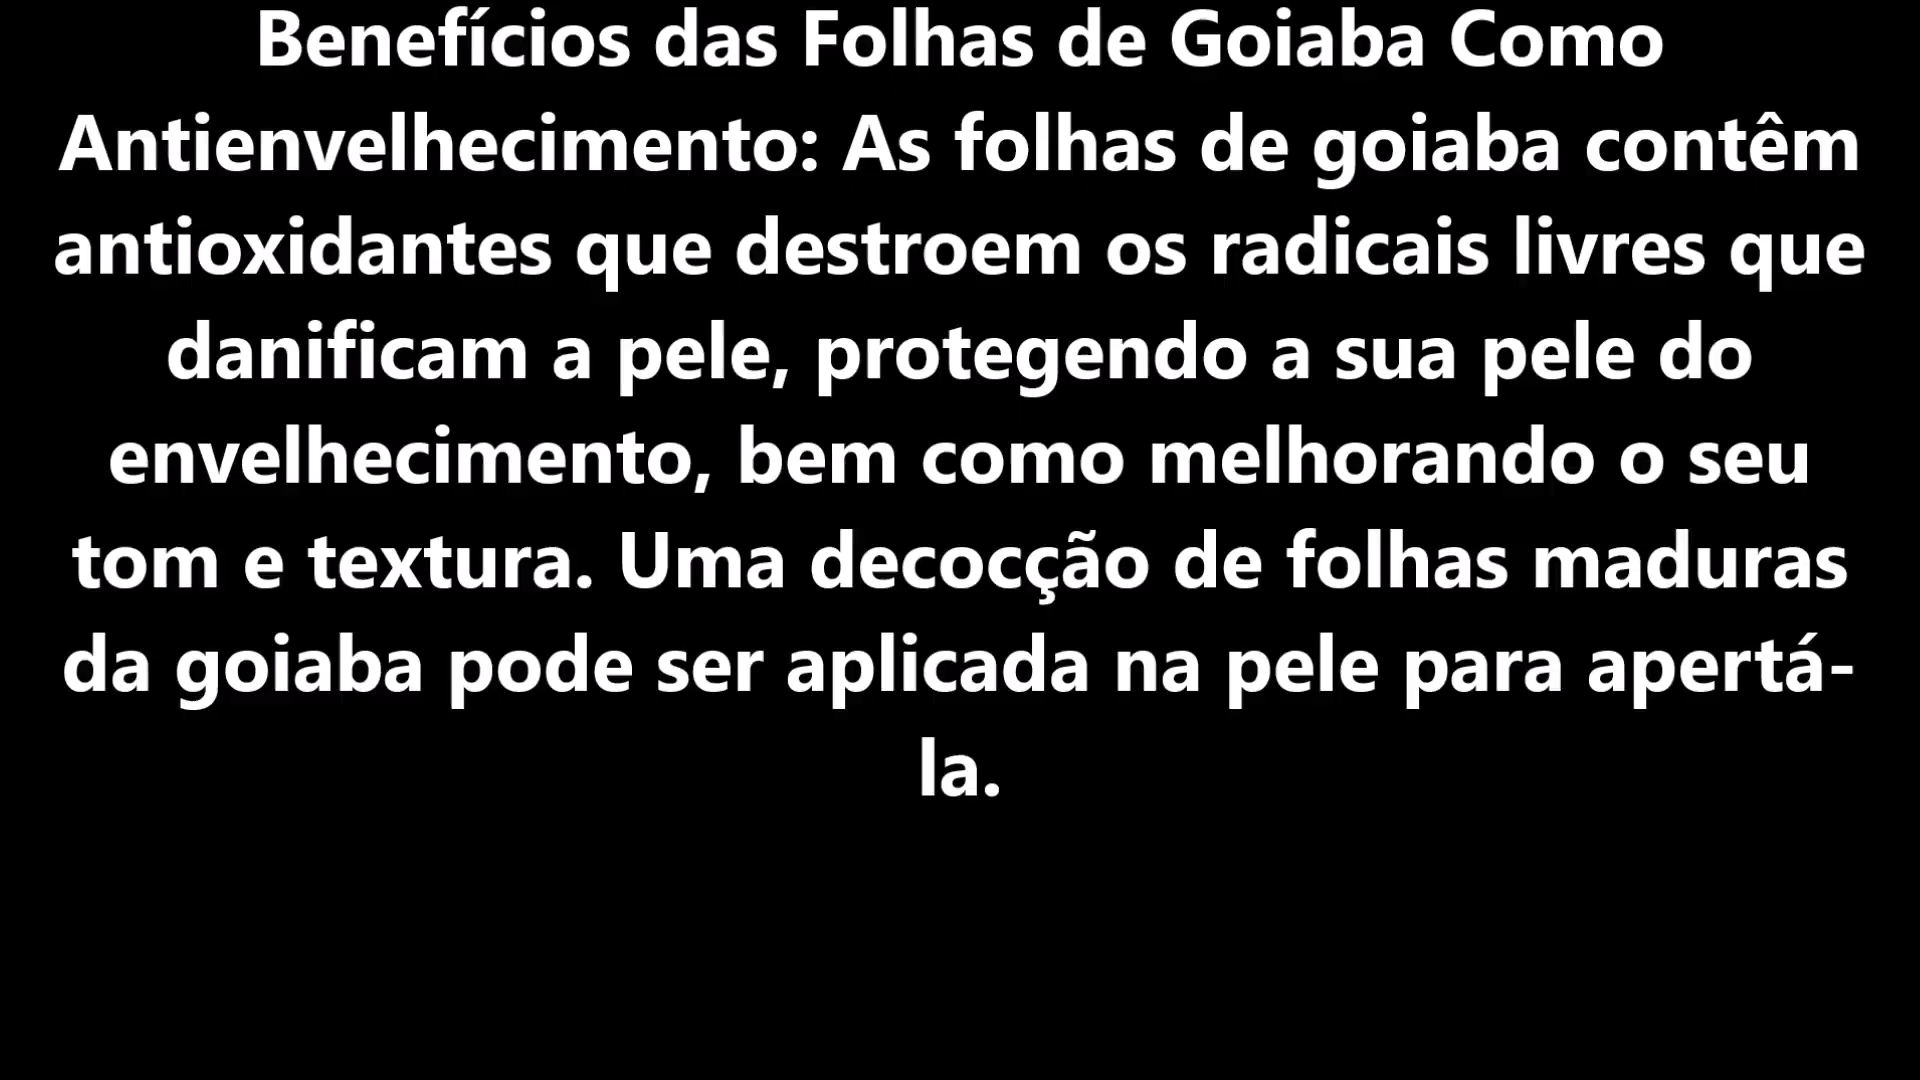 Benefícios das Folhas de Goiaba Como
Antienvelhecimento: As folhas de goiaba contêm
antioxidantes que destroem os radicais livres que
danificam a pele, protegendo a sua pele do
envelhecimento, bem como melhorando o seu
tom e textura. Uma decocção de folhas maduras
da goiaba pode ser aplicada na pele para apertá-
la.